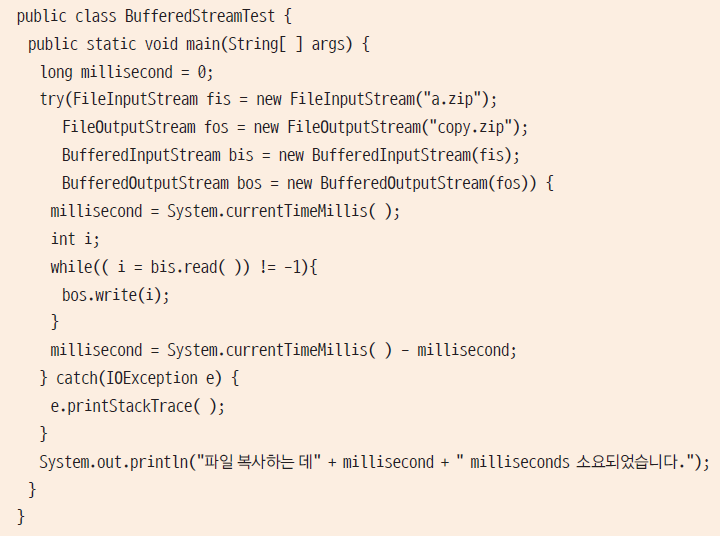 public class BufferedStreamTest {
public static void main(String[ ] args) {
long millisecond = 0;
try(FileInputStream fis = new FileInputStream("a.zip");
FileOutputStream fos = new FileOutputStream("copy.zip");
BufferedInputStream bis = new BufferedInputStream(fis);
BufferedOutputStream bos = new BufferedOutputStream(fos)) {
millisecond = System.currentTimeMillis( );
int i;
while(( i = bis.read( )) != -1){
bos.write(i);
}
millisecond = System.currentTimeMillis( ) - millisecond;
} catch(IOException e) {
e.printStackTrace( );
}
System.out.println("파일 복사하는 데" + millisecond + " milliseconds 소요되었습니다.");
}
}